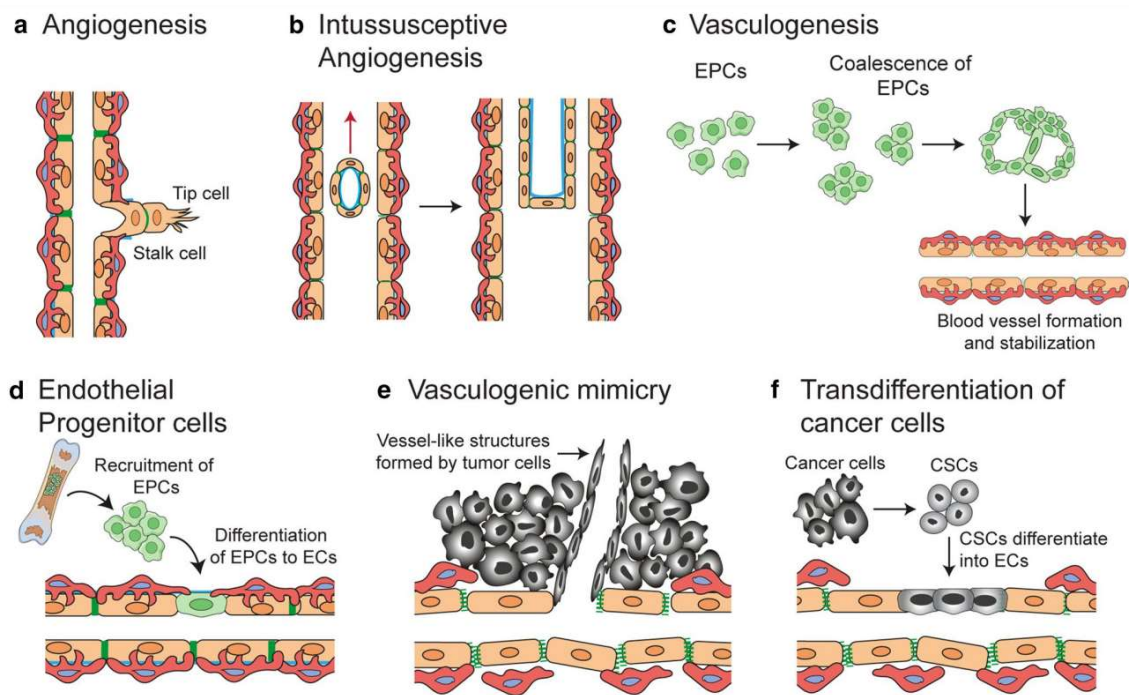 a Angiogenesis
Tip cell
Stalk cell
b Intussusceptive
Angiogenesis
c Vasculogenesis
EPCs
Coalescence of
EPCs
Blood vessel formation
and stabilization
d Endothelial
Progenitor cells
Recruitment of
EPCs
Differentiation
of EPCs to ECs
e Vasculogenic mimicry
Vessel-like structures
formed by tumor cells
f Transdifferentiation of
cancer cells
Cancer cells
CSCs
CSCs differentiate
into ECs